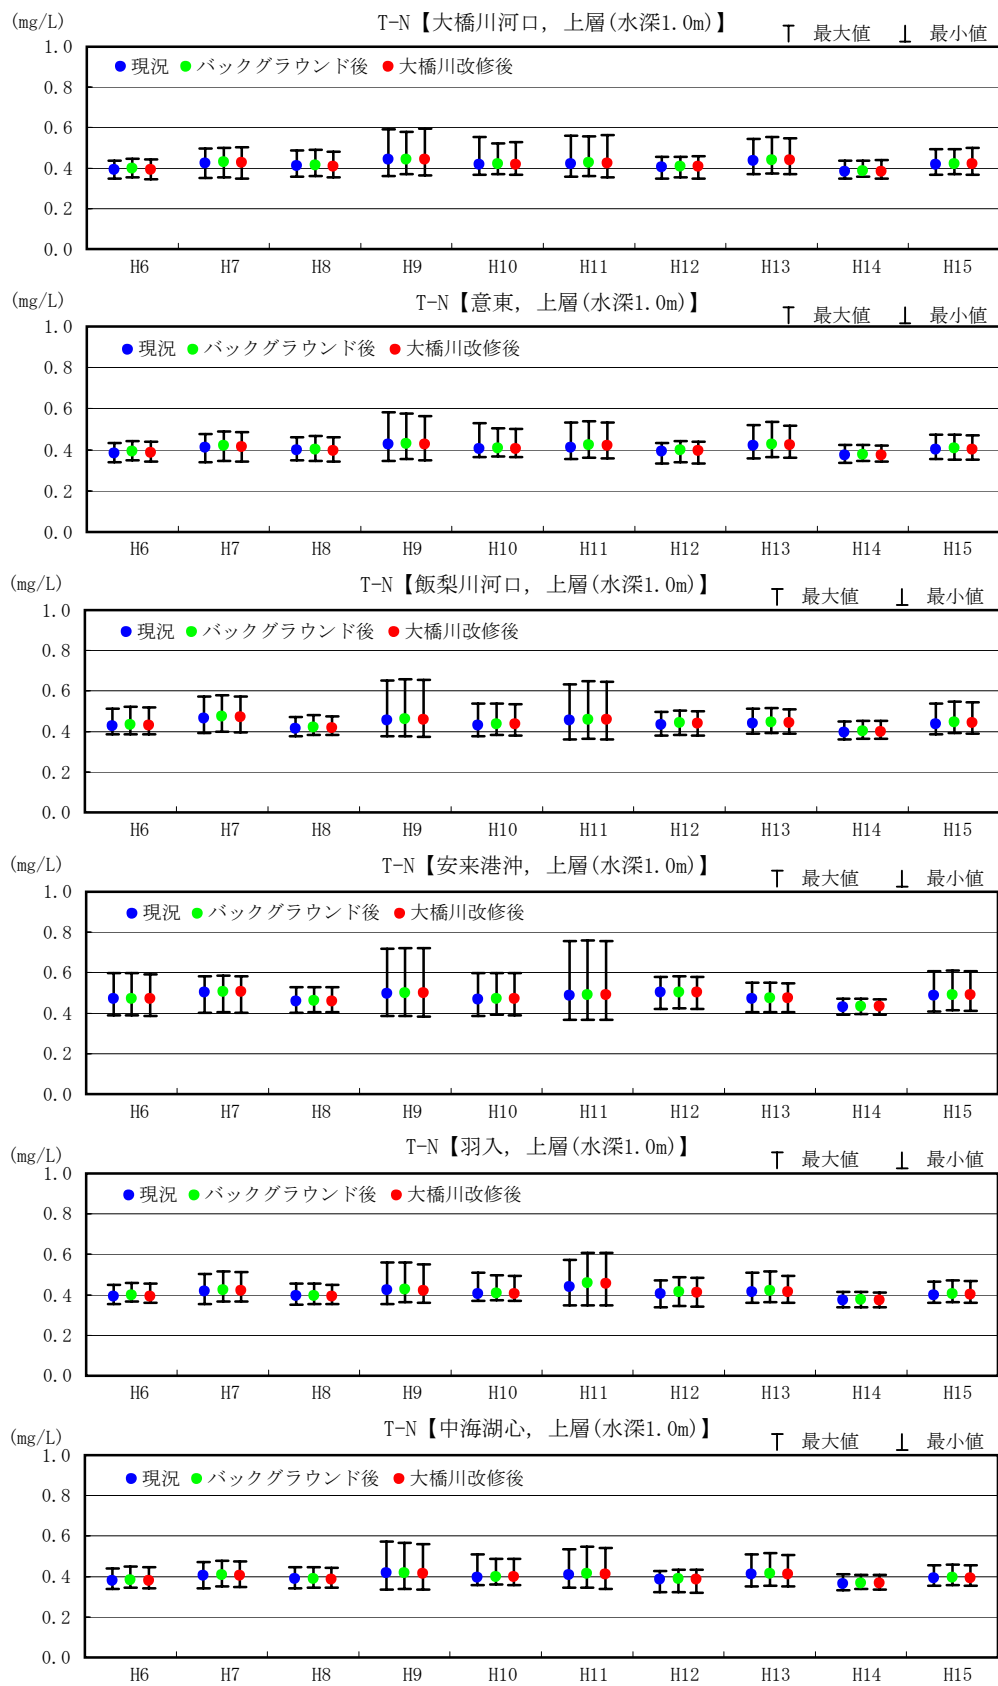 (mg/L) T-N【大橋川河口, 上層(水深1.0m)】 最大値 最小値
1.0
現況 バックグラウンド後 大橋川改修後
0.8
0.6
0.4
0.2
0.0
H6 H7 H8 H9 H10 H11 H12 H13 H14 H15
(mg/L) T-N【意東, 上層(水深1.0m)】 最大値 最小値
1.0
現況 バックグラウンド後 大橋川改修後
0.8
0.6
0.4
0.2
0.0
H6 H7 H8 H9 H10 H11 H12 H13 H14 H15
(mg/L) T-N【飯梨川河口, 上層(水深1.0m)】 最大値 最小値
1.0
現況 バックグラウンド後 大橋川改修後
0.8
0.6
0.4
0.2
0.0
H6 H7 H8 H9 H10 H11 H12 H13 H14 H15
(mg/L) T-N【安来港沖, 上層(水深1.0m)】 最大値 最小値
1.0
現況 バックグラウンド後 大橋川改修後
0.8
0.6
0.4
0.2
0.0
H6 H7 H8 H9 H10 H11 H12 H13 H14 H15
(mg/L) T-N【羽入, 上層(水深1.0m)】 最大値 最小値
1.0
現況 バックグラウンド後 大橋川改修後
0.8
0.6
0.4
0.2
0.0
H6 H7 H8 H9 H10 H11 H12 H13 H14 H15
(mg/L) T-N【中海湖心, 上層(水深1.0m)】 最大値 最小値
1.0
現況 バックグラウンド後 大橋川改修後
0.8
0.6
0.4
0.2
0.0
H6 H7 H8 H9 H10 H11 H12 H13 H14 H15